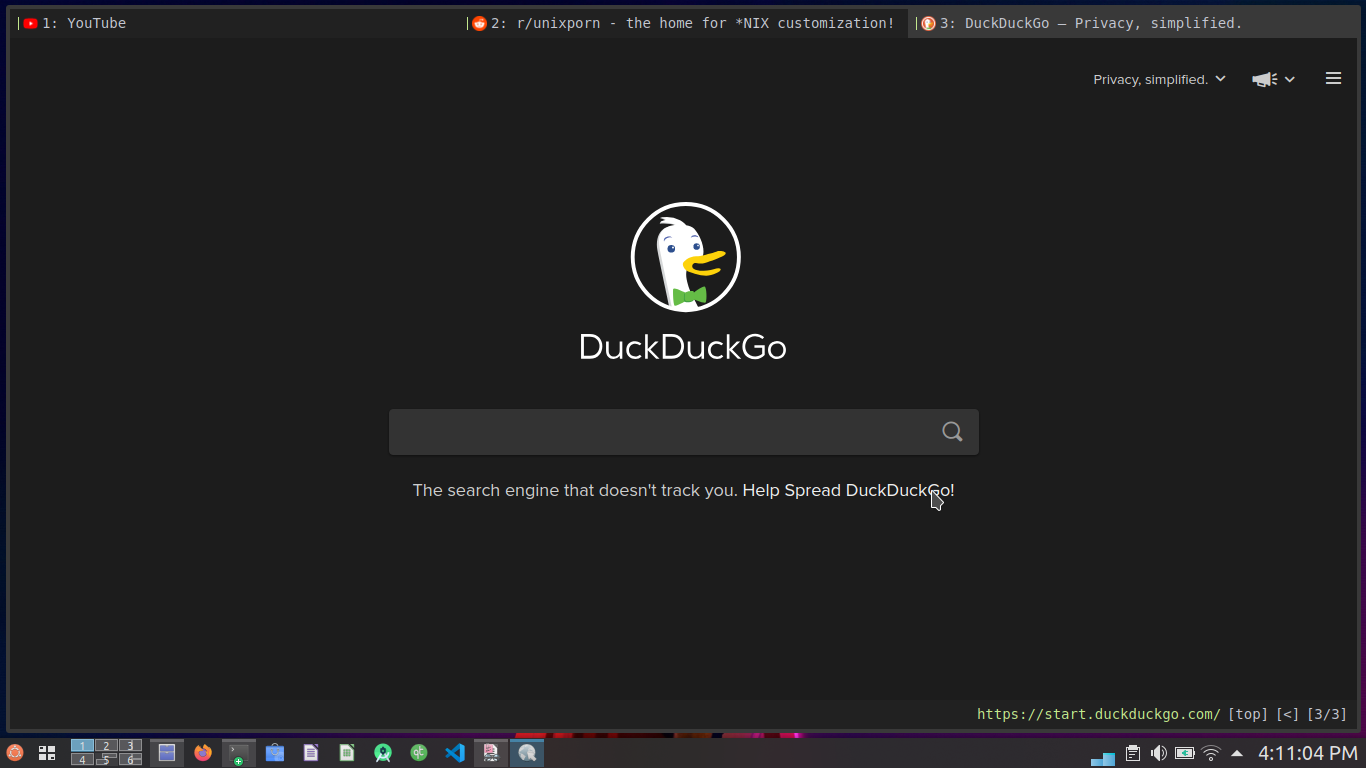 1: YouTube
2: r/unixporn - the home for *NIX customization!
3: DuckDuckGo — Privacy, simplified.
Privacy, simplified.
DuckDuckGo
The search engine that doesn't track you. Help Spread DuckDuckGo!
https://start.duckduckgo.com/ [top] [<] [3/3]
1 2 3
4 5 6
qt
4:11:04 PM